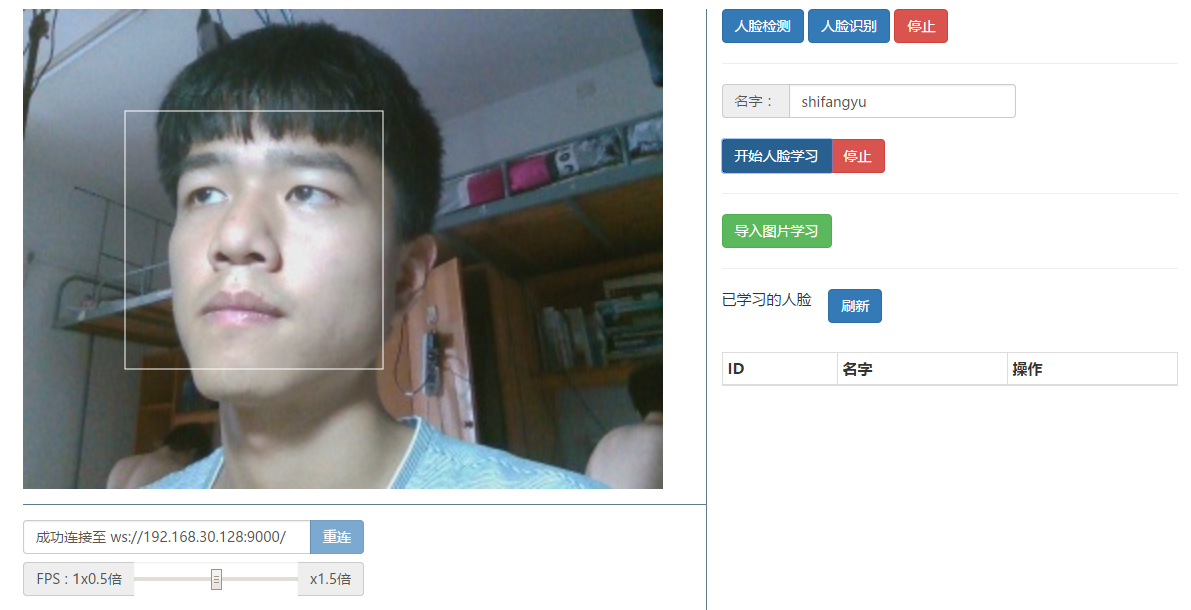 人脸检测 人脸识别 停止
名字： shifangyu
开始人脸学习 停止
导入图片学习
已学习的人脸 刷新
ID 名字 操作
成功连接至 ws://192.168.30.128:9000/ 重连
FPS : 1x0.5倍 x1.5倍